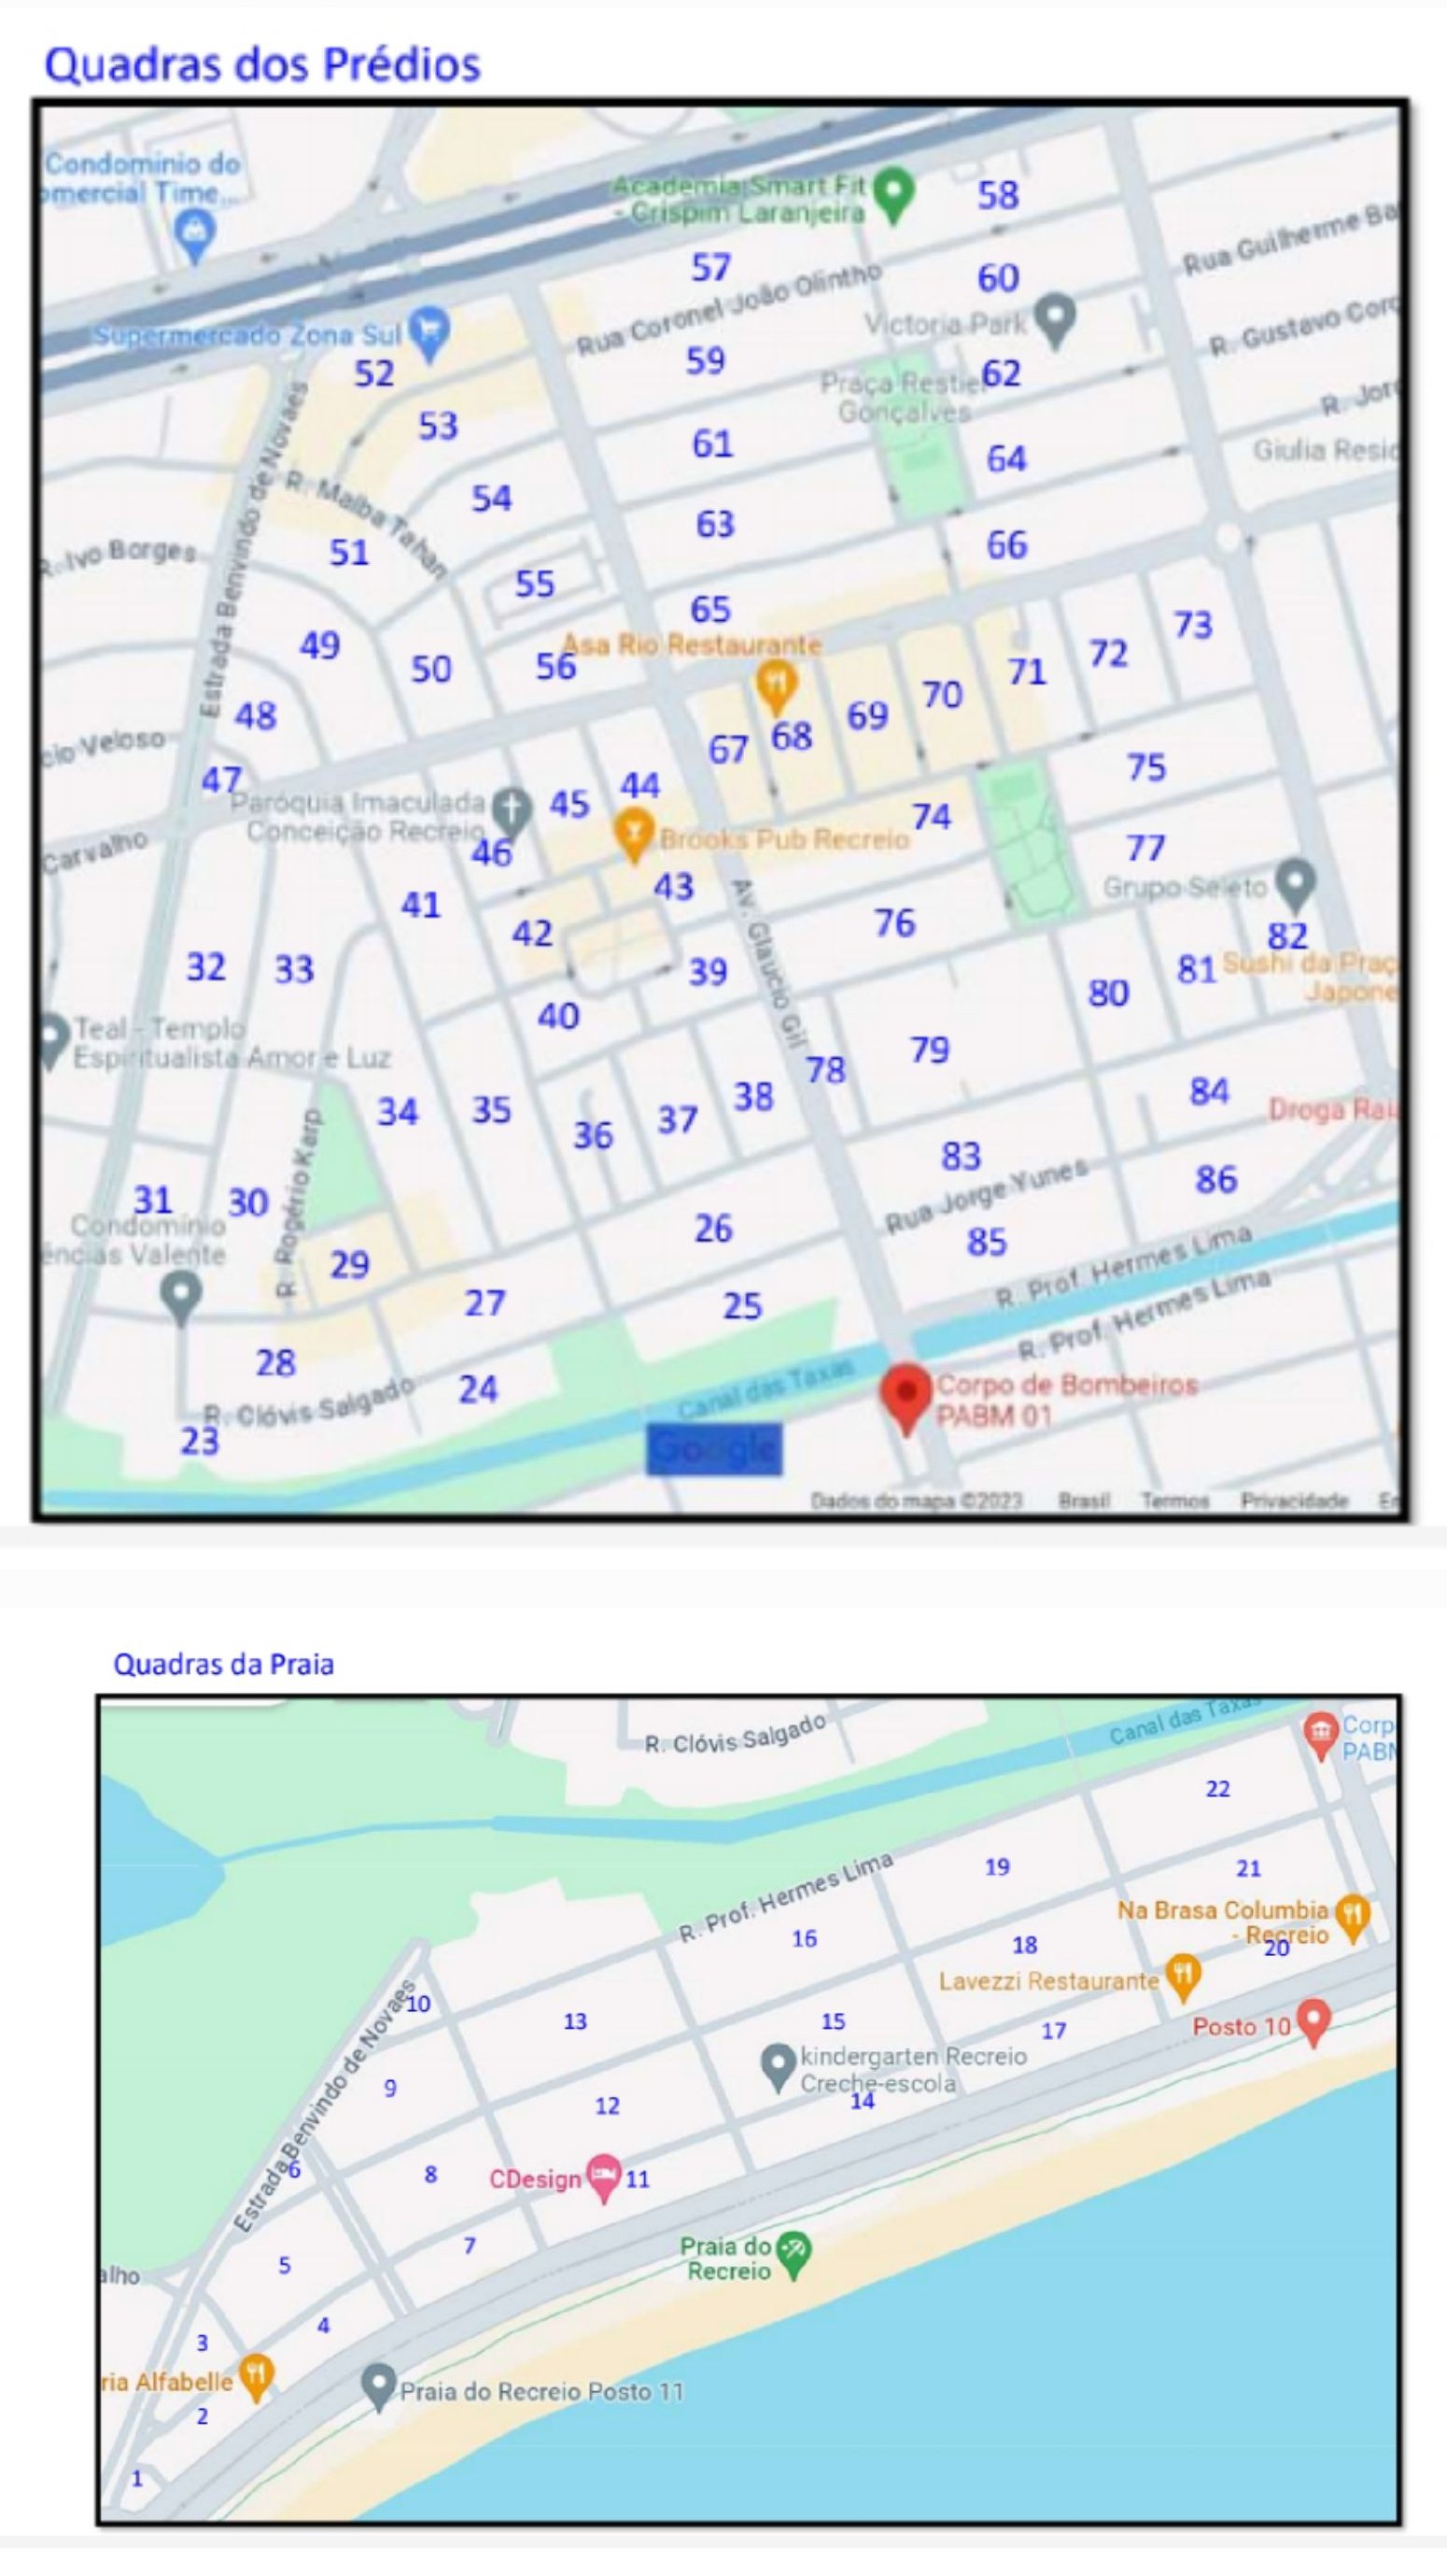 Quadras dos Prédios
Condominio do
omercial Time...
Academia Smart Fit
- Crispim Laranjeira
58
57
Rua Guilherme Ba
Rua Coronel João Olintho
60
Supermercado Zona Sul
Victoria Park
R. Gustavo Corç
52
59
Praça Restier
Gonçalves
62
R. Jorg
53
61
64
Giulia Resid
Estrada Benvindo de Novaes
R. Malba Tahan
54
63
66
R. Ivo Borges
51
55
65
73
49
50
56
Asa Rio Restaurante
71
72
70
48
69
68
67
cio Veloso
47
44
45
75
Paróquia Imaculada
Conceição Recreio
46
Brooks Pub Recreio
74
77
Carvalho
41
43
Av. Glaucio Gill
Grupo Seleto
42
76
82
32
33
39
81
Sushi da Praç
Japone
40
80
Teal - Templo
Espiritualista Amor e Luz
78
79
34
35
36
37
38
84
Droga Rai
R. Rogério Karp
83
86
31
30
Condomínio
ências Valente
26
Rua Jorge Yunes
85
29
27
25
R. Prof. Hermes Lima
R. Prof. Hermes Lima
28
24
Canal das Taxas
Corpo de Bombeiros
PABM 01
R. Clóvis Salgado
23
Google
Dados do mapa ©2023 Brasil Termos Privacidade En
Quadras da Praia
R. Clóvis Salgado
Canal das Taxas
Corp
PABM
22
19
21
R. Prof. Hermes Lima
Na Brasa Columbia
- Recreio
16
18
20
Lavezzi Restaurante
10
13
15
17
Posto 10
Estrada Benvindo de Novaes
kindergarten Recreio
Creche-escola
9
12
14
6
8
CDesign
11
7
Praia do
Recreio
5
alho
4
3
ria Alfabelle
Praia do Recreio Posto 11
2
1